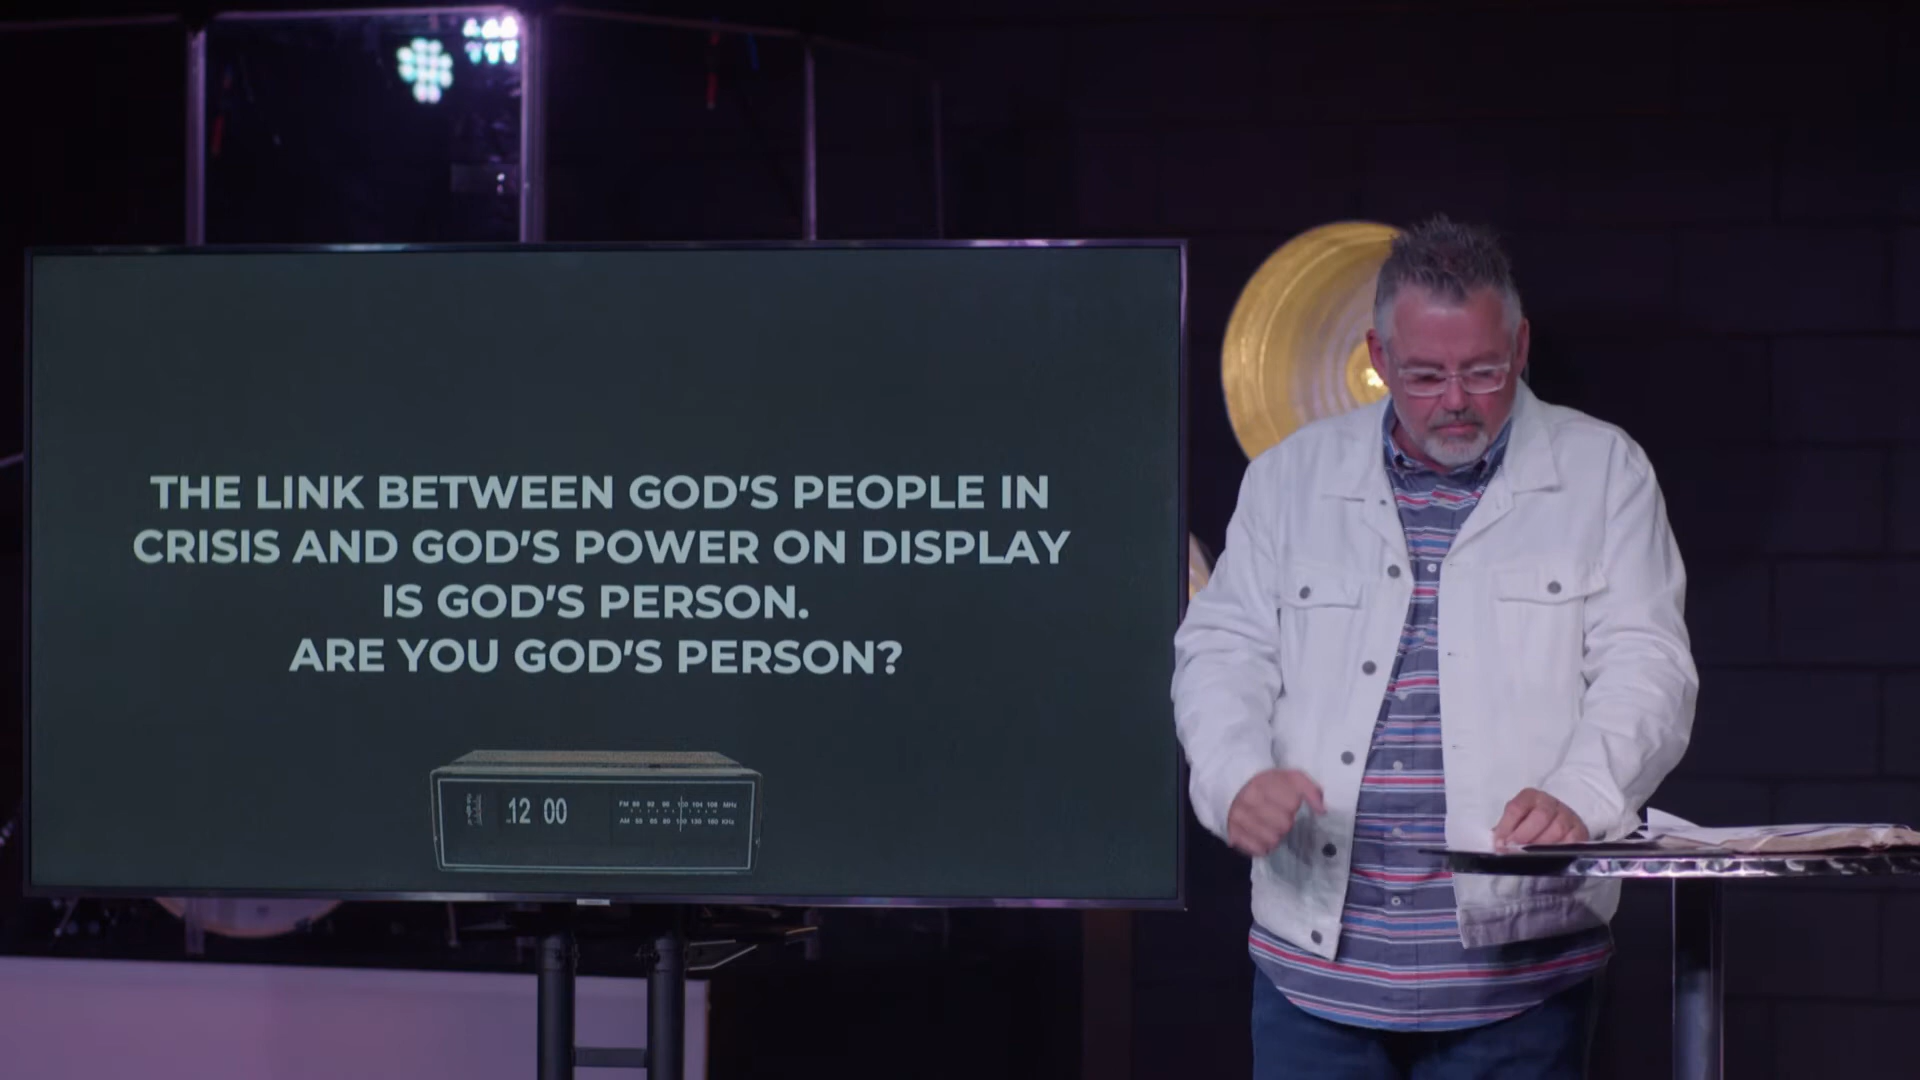 THE LINK BETWEEN GOD'S PEOPLE IN
CRISIS AND GOD'S POWER ON DISPLAY
IS GOD'S PERSON.
ARE YOU GOD'S PERSON?
12 00